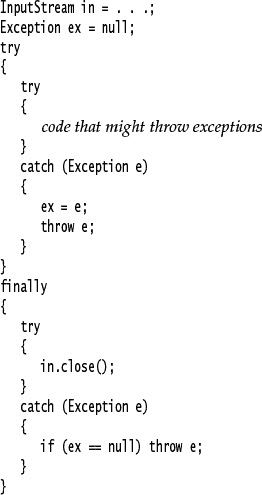 InputStream in = . . .;
Exception ex = null;
try
{
   try
   {
      code that might throw exceptions
   }
   catch (Exception e)
   {
      ex = e;
      throw e;
   }
}
finally
{
   try
   {
      in.close();
   }
   catch (Exception e)
   {
      if (ex == null) throw e;
   }
}